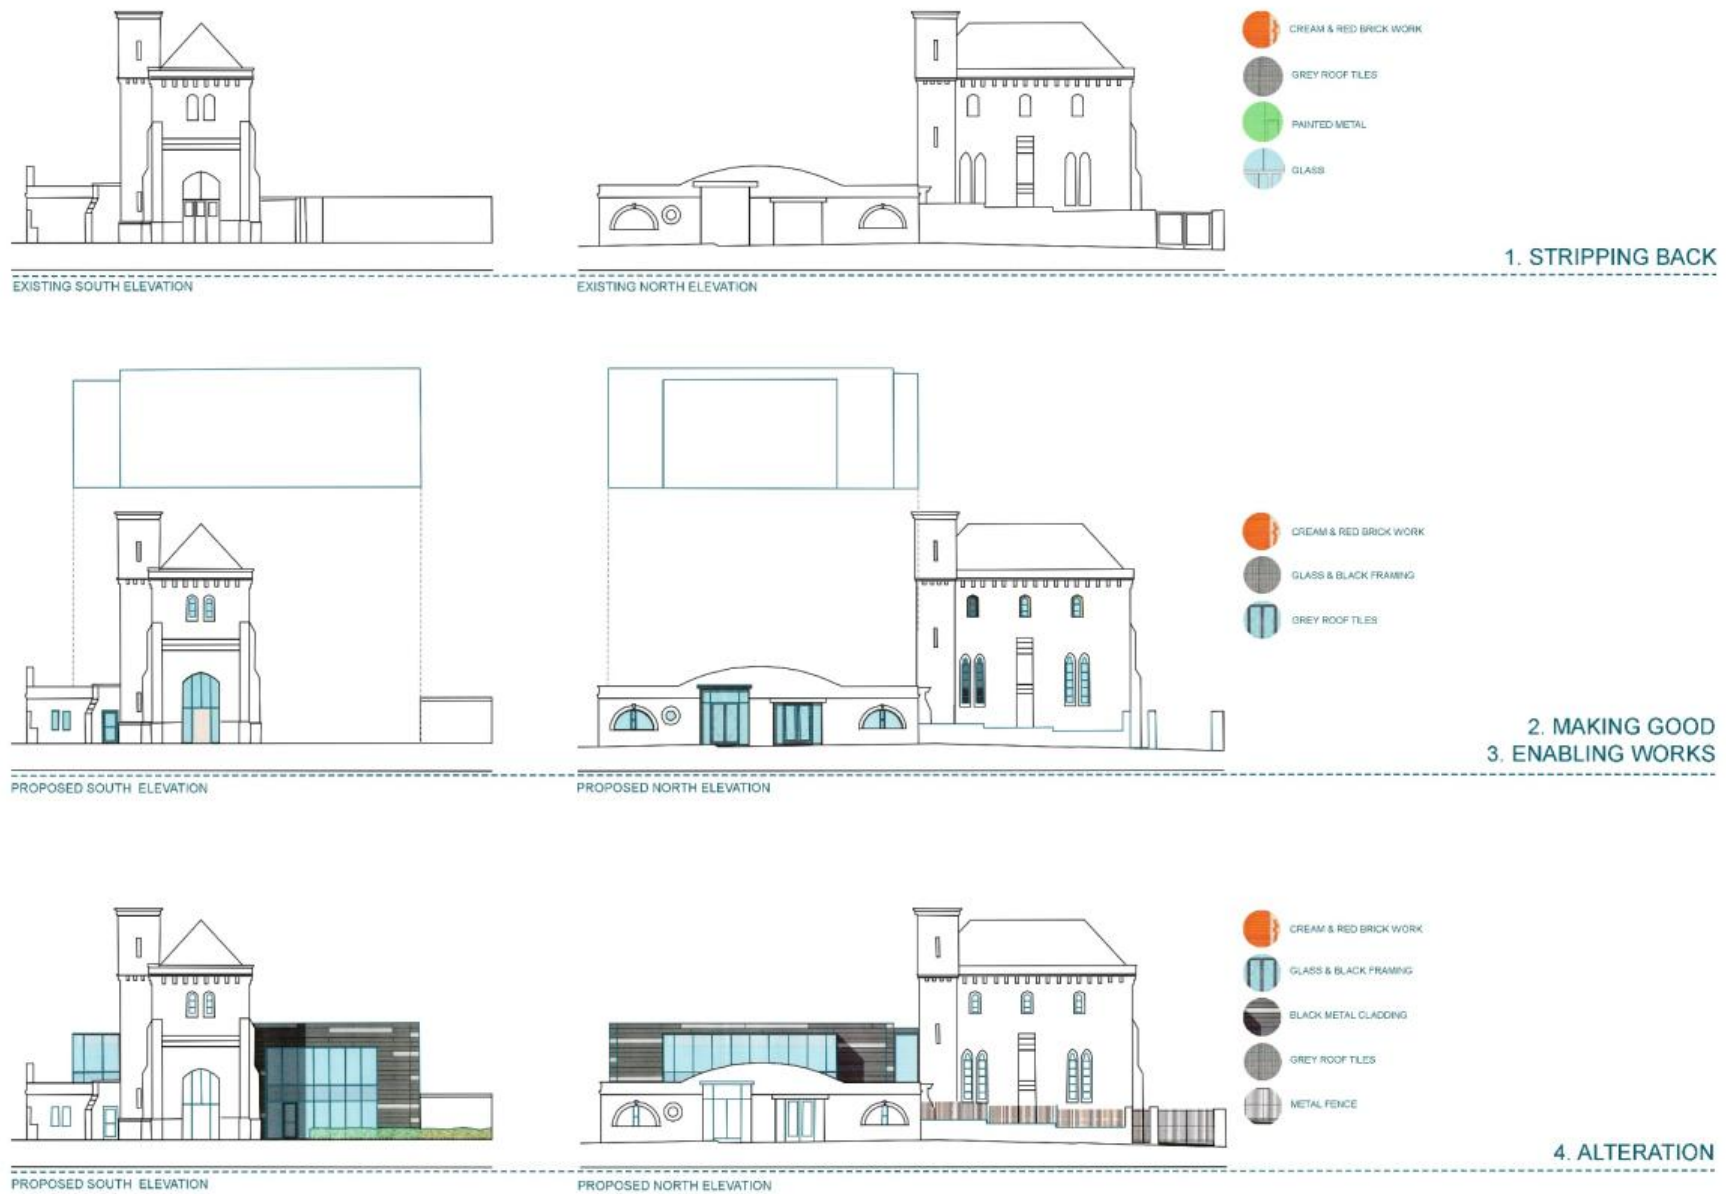 CREAM & RED BRICK WORK
GREY ROOF TILES
PAINTED METAL
GLASS
1. STRIPPING BACK
EXISTING SOUTH ELEVATION
EXISTING NORTH ELEVATION
CREAM & RED BRICK WORK
GLASS & BLACK FRAMING
GREY ROOF TILES
2. MAKING GOOD
3. ENABLING WORKS
PROPOSED SOUTH ELEVATION
PROPOSED NORTH ELEVATION
CREAM & RED BRICK WORK
GLASS & BLACK FRAMING
BLACK METAL CLADDING
GREY ROOF TILES
METAL FENCE
4. ALTERATION
PROPOSED SOUTH ELEVATION
PROPOSED NORTH ELEVATION